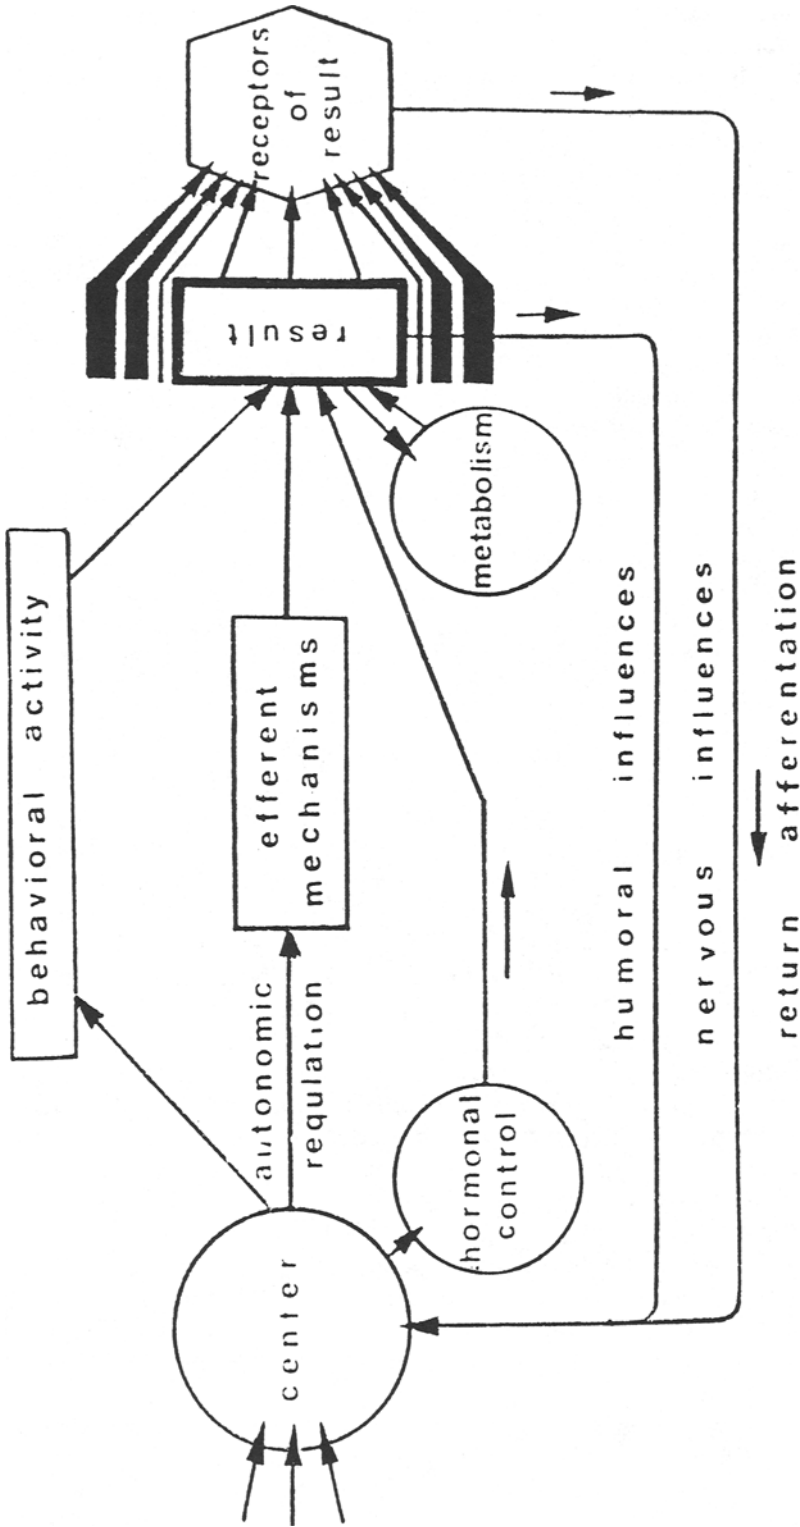 behavioral activity
center
autonomic
requlation
efferent
mechanisms
result
receptors
of
result
hormonal
control
metabolism
humoral influences
nervous influences
return afferentation